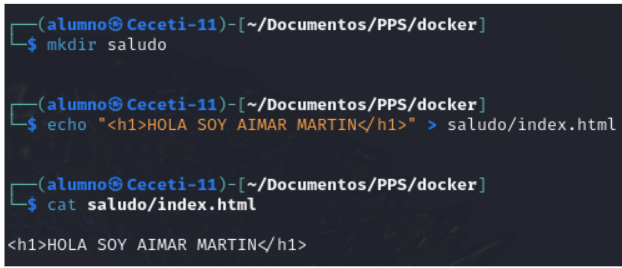 ┌──(alumno㉿Ceceti-11)-[~/Documentos/PPS/docker]
└─$ mkdir saludo
┌──(alumno㉿Ceceti-11)-[~/Documentos/PPS/docker]
└─$ echo "<h1>HOLA SOY AIMAR MARTIN</h1>" > saludo/index.html
┌──(alumno㉿Ceceti-11)-[~/Documentos/PPS/docker]
└─$ cat saludo/index.html
<h1>HOLA SOY AIMAR MARTIN</h1>